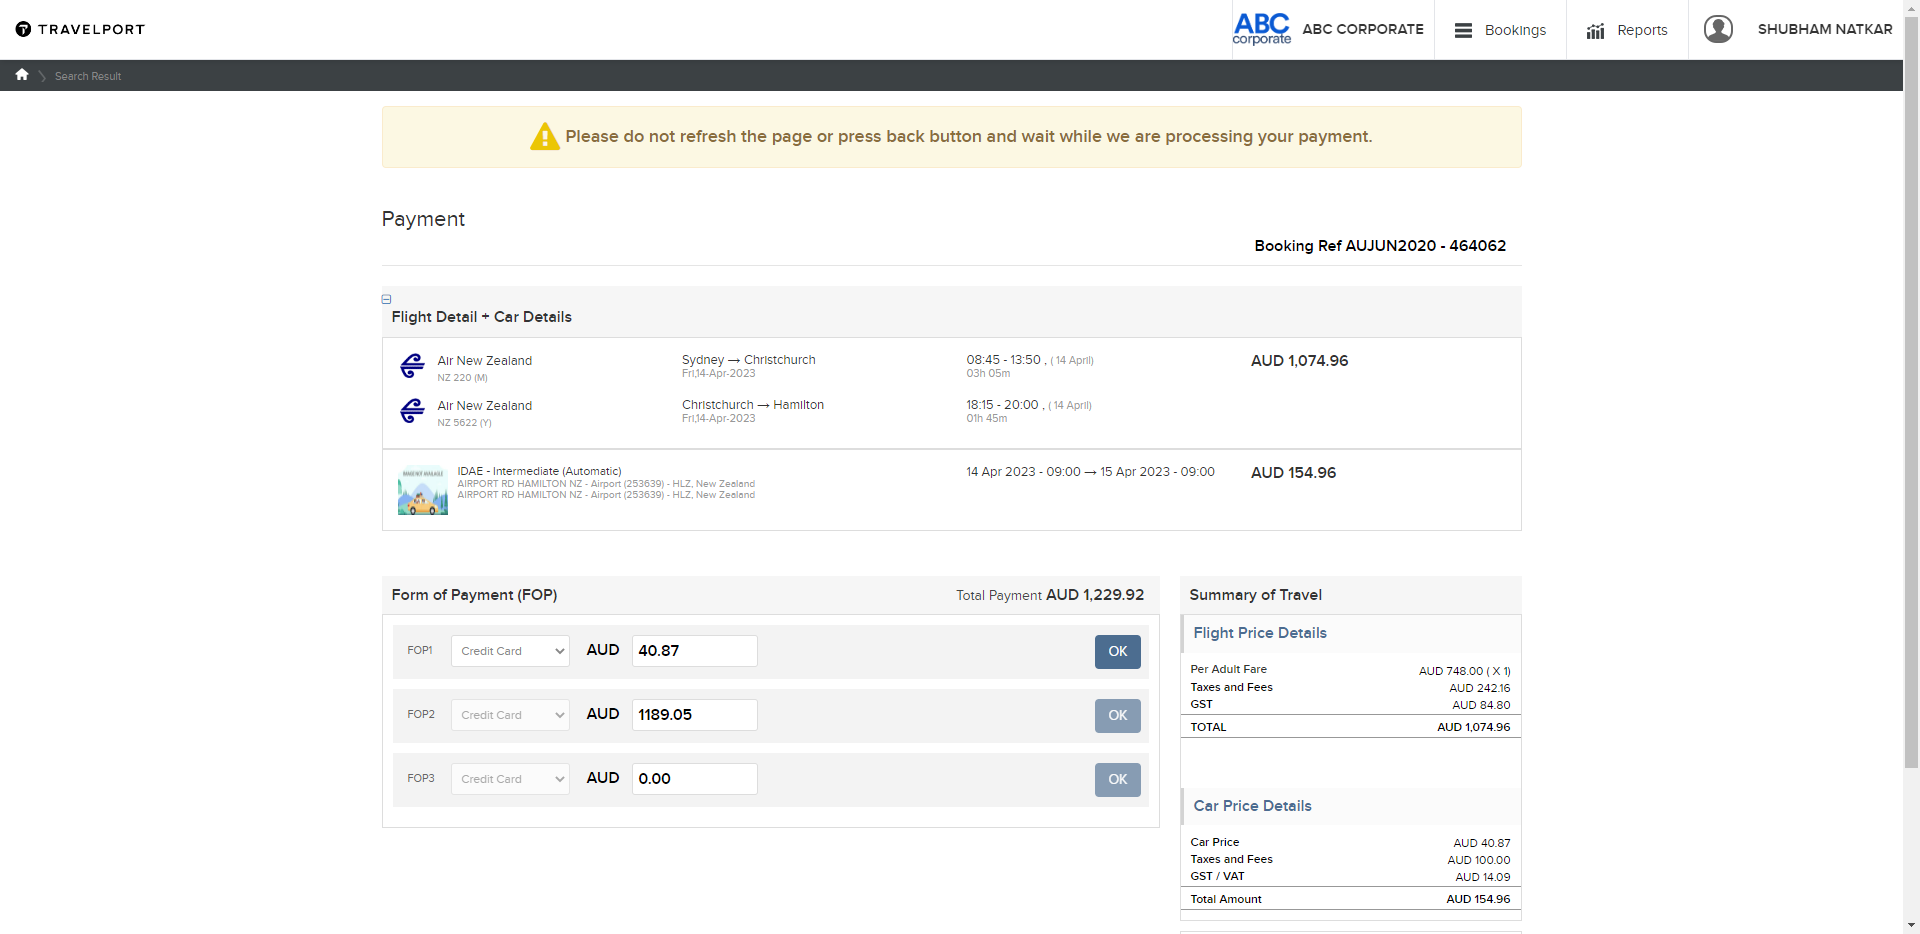 TRAVELPORT
ABC corporate
ABC CORPORATE
Bookings
Reports
SHUBHAM NATKAR
Search Result
Please do not refresh the page or press back button and wait while we are processing your payment.
Payment
Booking Ref AUJUN2020 - 464062
Flight Detail + Car Details
Air New Zealand Sydney → Christchurch 08:45 - 13:50 , ( 14 April) AUD 1,074.96
NZ 220 (M) Fri,14-Apr-2023 03h 05m
Air New Zealand Christchurch → Hamilton 18:15 - 20:00 , ( 14 April)
NZ 5622 (Y) Fri,14-Apr-2023 01h 45m
IMAGE NOT AVAILABLE
IDAE - Intermediate (Automatic) 14 Apr 2023 - 09:00 → 15 Apr 2023 - 09:00 AUD 154.96
AIRPORT RD HAMILTON NZ - Airport (253639) - HLZ, New Zealand
AIRPORT RD HAMILTON NZ - Airport (253639) - HLZ, New Zealand
Form of Payment (FOP) Total Payment AUD 1,229.92
FOP1 Credit Card AUD 40.87 OK
FOP2 Credit Card AUD 1189.05 OK
FOP3 Credit Card AUD 0.00 OK
Summary of Travel
Flight Price Details
Per Adult Fare AUD 748.00 ( X 1)
Taxes and Fees AUD 242.16
GST AUD 84.80
TOTAL AUD 1,074.96
Car Price Details
Car Price AUD 40.87
Taxes and Fees AUD 100.00
GST / VAT AUD 14.09
Total Amount AUD 154.96